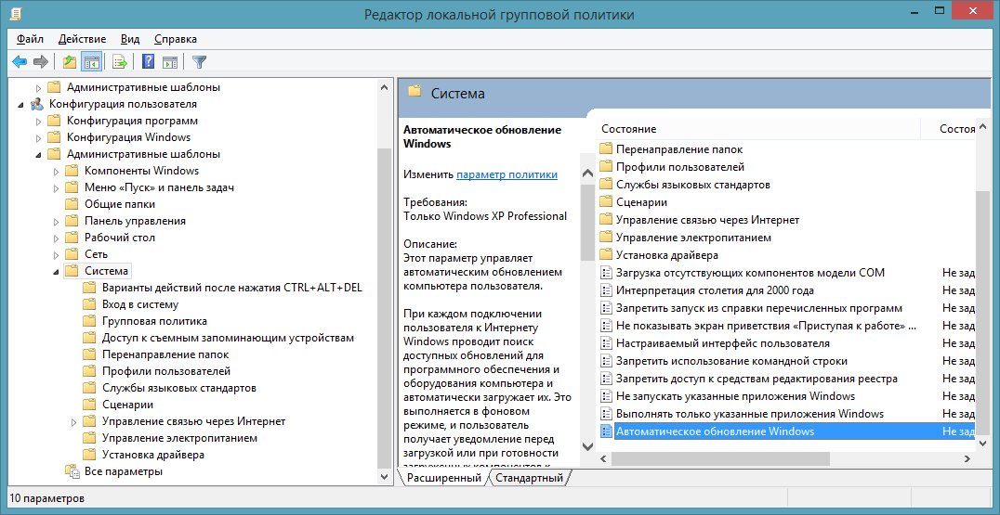 Редактор локальной групповой политики
Файл Действие Вид Справка
Административные шаблоны
Конфигурация пользователя
Конфигурация программ
Конфигурация Windows
Административные шаблоны
Компоненты Windows
Меню «Пуск» и панель задач
Общие папки
Панель управления
Рабочий стол
Сеть
Система
Варианты действий после нажатия CTRL+ALT+DEL
Вход в систему
Групповая политика
Доступ к съемным запоминающим устройствам
Перенаправление папок
Профили пользователей
Службы языковых стандартов
Сценарии
Управление связью через Интернет
Управление электропитанием
Установка драйвера
Все параметры
Система
Автоматическое обновление
Windows
Изменить параметр политики
Требования:
Только Windows XP Professional
Описание:
Этот параметр управляет
автоматическим обновлением
компьютера пользователя.
При каждом подключении
пользователя к Интернету
Windows проводит поиск
доступных обновлений для
программного обеспечения и
оборудования компьютера и
автоматически загружает их. Это
выполняется в фоновом
режиме, и пользователь
получает уведомление перед
загрузкой или при готовности
загруженных компонентов к
Состояние Состоя
Перенаправление папок
Профили пользователей
Службы языковых стандартов
Сценарии
Управление связью через Интернет
Управление электропитанием
Установка драйвера
Загрузка отсутствующих компонентов модели COM Не зад
Интерпретация столетия для 2000 года Не зад
Запретить запуск из справки перечисленных программ Не зад
Не показывать экран приветствия «Приступая к работе» ... Не зад
Настраиваемый интерфейс пользователя Не зад
Запретить использование командной строки Не зад
Запретить доступ к средствам редактирования реестра Не зад
Не запускать указанные приложения Windows Не зад
Выполнять только указанные приложения Windows Не зад
Автоматическое обновление Windows Не зад
Расширенный Стандартный
10 параметров